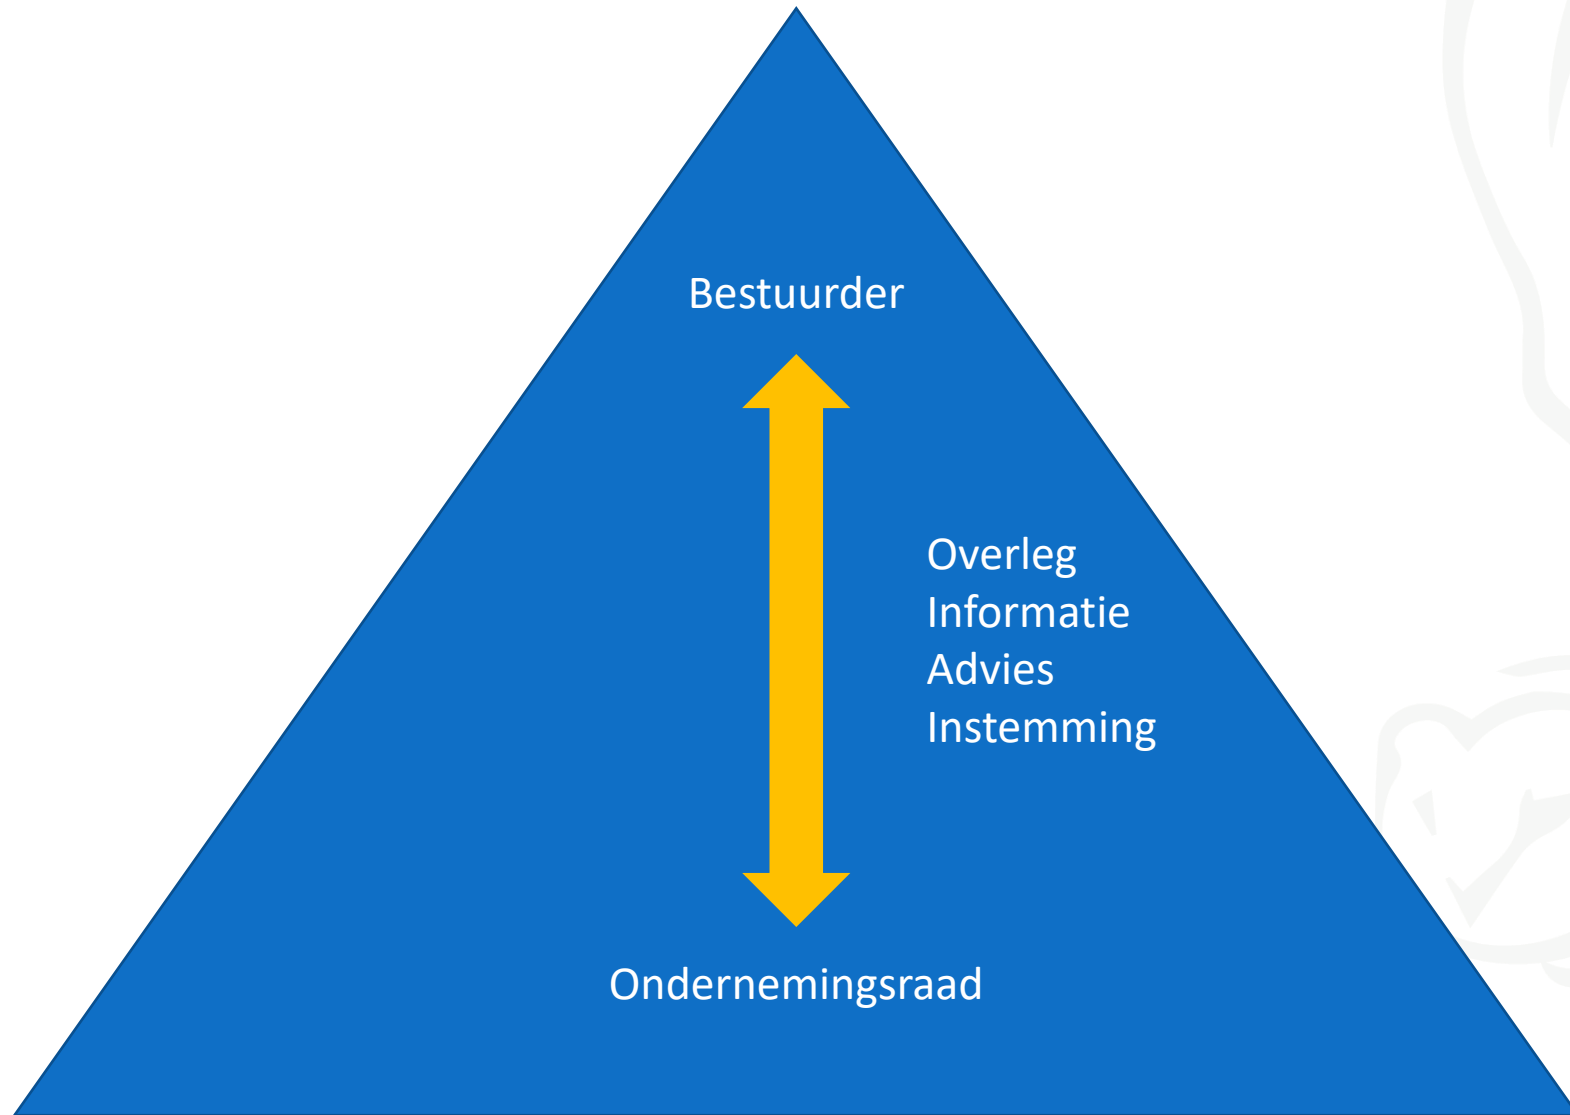 Bestuurder
Overleg
Informatie
Advies
Instemming
Ondernemingsraad